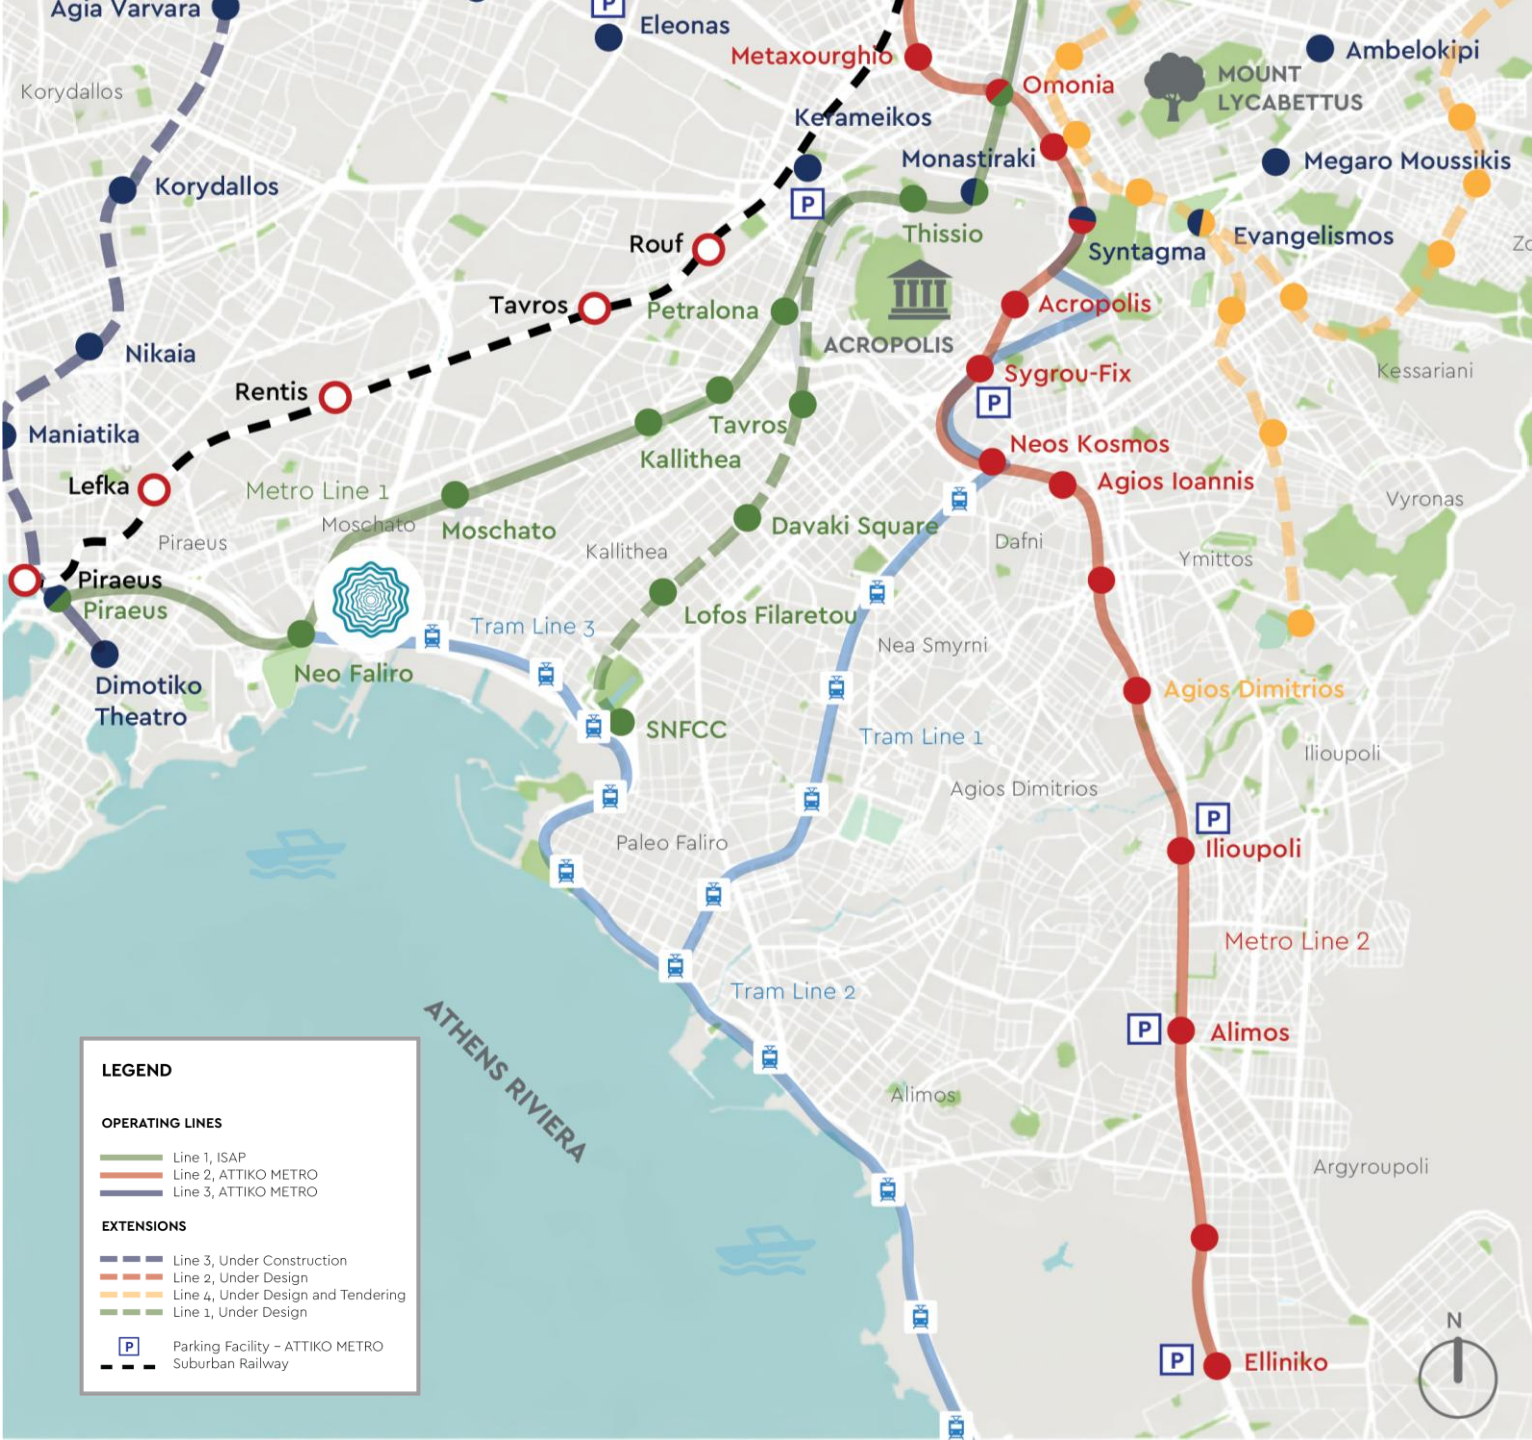 Agia Varvara
P
Eleonas
Metaxourghio
Omonia
MOUNT
LYCABETTUS
Ambelokipi
Korydallos
Kerameikos
Monastiraki
Megaro Moussikis
Korydallos
P
Thissio
Syntagma
Evangelismos
Rouf
Tavros
Petralona
Acropolis
ACROPOLIS
Nikaia
Sygrou-Fix
Kessariani
Rentis
P
Maniatika
Tavros
Neos Kosmos
Kallithea
Agios Ioannis
Lefka
Metro Line 1
Vyronas
Moschato
Moschato
Davaki Square
Piraeus
Kallithea
Dafni
Ymittos
Piraeus
Piraeus
Lofos Filaretou
Tram Line 3
Nea Smyrni
Neo Faliro
Dimotiko
Theatro
Agios Dimitrios
SNFCC
Tram Line 1
Ilioupoli
Agios Dimitrios
P
Paleo Faliro
Ilioupoli
Metro Line 2
Tram Line 2
ATHENS RIVIERA
P
Alimos
Alimos
Argyroupoli
P
Elliniko
N
LEGEND
OPERATING LINES
Line 1, ISAP
Line 2, ATTIKO METRO
Line 3, ATTIKO METRO
EXTENSIONS
Line 3, Under Construction
Line 2, Under Design
Line 4, Under Design and Tendering
Line 1, Under Design
P
Parking Facility – ATTIKO METRO
Suburban Railway